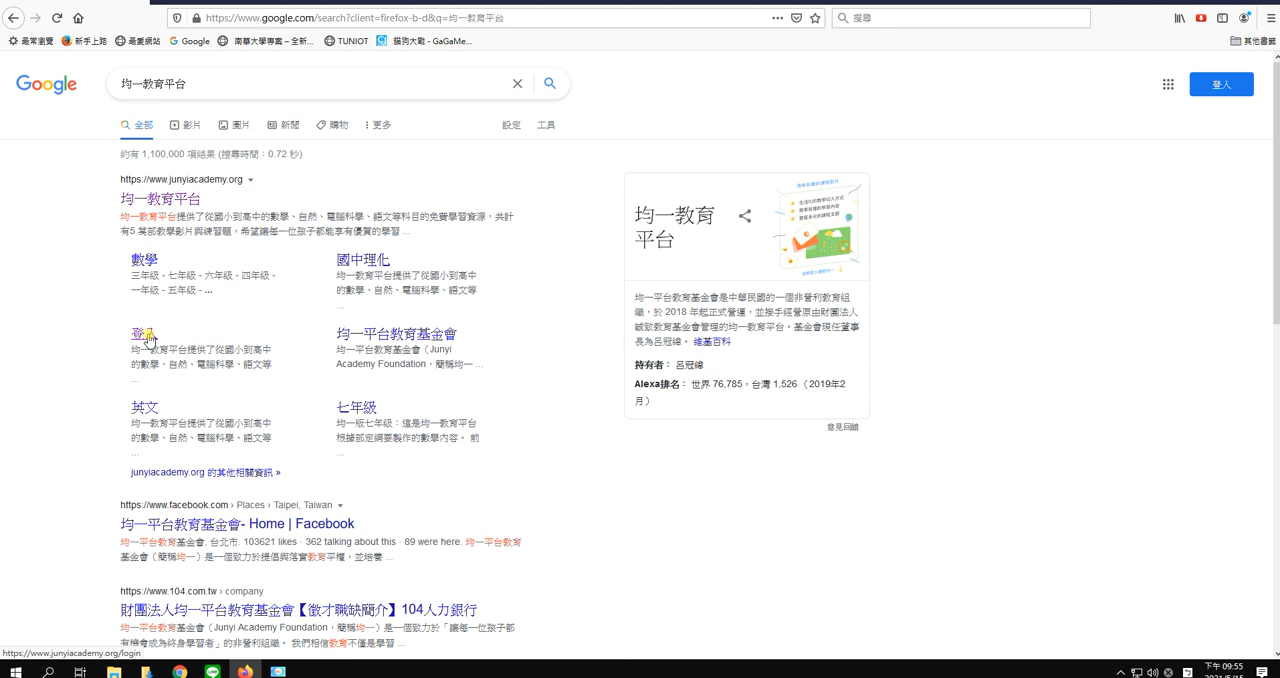 https://www.google.com/search?client=firefox-b-d&q=均一教育平台
搜尋
最常瀏覽 新手上路 最愛網站 Google 南華大學專案 – 全新... TUNIOT 貓狗大戰 - GaGaMe...
其他書籤
Google
均一教育平台
登入
全部 影片 圖片 新聞 購物 更多 設定 工具
約有 1,100,000 項結果 (搜尋時間:0.72 秒)
https://www.junyiacademy.org
均一教育平台
均一教育平台提供了從國小到高中的數學、自然、電腦科學、語文等科目的免費學習資源,共計
有5 萬部教學影片與練習題,希望讓每一位孩子都能享有優質的學習 ...
數學
三年級 - 七年級 - 六年級 - 四年級 -
一年級 - 五年級 - ...
國中理化
均一教育平台提供了從國小到高中
的數學、自然、電腦科學、語文等
...
登入
均一教育平台提供了從國小到高中
的數學、自然、電腦科學、語文等
...
均一平台教育基金會
均一平台教育基金會(Junyi
Academy Foundation,簡稱均一 ...
英文
均一教育平台提供了從國小到高中
的數學、自然、電腦科學、語文等
...
七年級
均一版七年級:這是均一教育平台
根據部定綱要製作的數學內容。 前
...
junyiacademy.org 的其他相關資訊 »
https://www.facebook.com › Places › Taipei, Taiwan
均一平台教育基金會- Home | Facebook
均一平台教育基金會, 台北市. 103621 likes · 362 talking about this · 89 were here. 均一平台教育
基金會(簡稱均一)是一個致力於提倡與落實教育平權,並培養 ...
https://www.104.com.tw › company
財團法人均一平台教育基金會【徵才職缺簡介】104人力銀行
均一平台教育基金會(Junyi Academy Foundation,簡稱均一)是一個致力於「讓每一位孩子都
有機會成為終身學習者」的非營利組織。 我們相信教育不僅是學習 ...
均一教育
平台
均一平台教育基金會是中華民國的一個非營利教育組
織,於 2018 年起正式營運,並接手經營原由財團法人
誠致教育基金會管理的均一教育平台。基金會現任董事
長為呂冠緯。 維基百科
持有者: 呂冠緯
Alexa排名: 世界 76,785,台灣 1,526 (2019年2
月)
意見回饋
https://www.junyiacademy.org/login
下午 09:55
2021/5/15